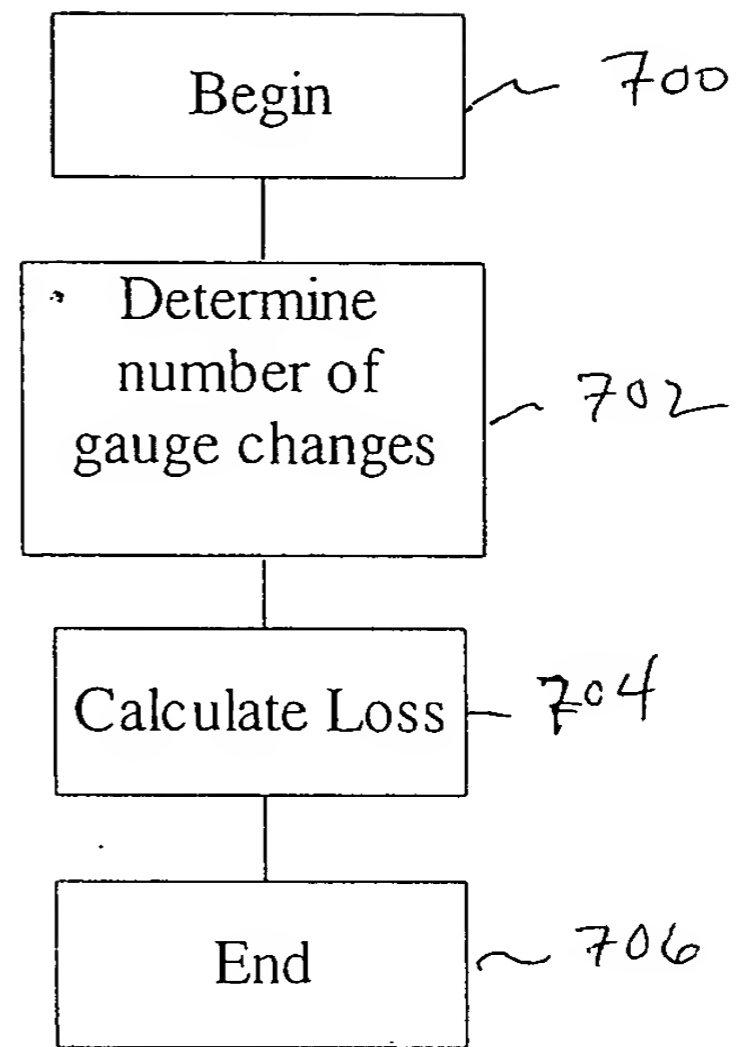 Begin
700
Determine
number of
gauge changes
702
Calculate Loss
704
End
706